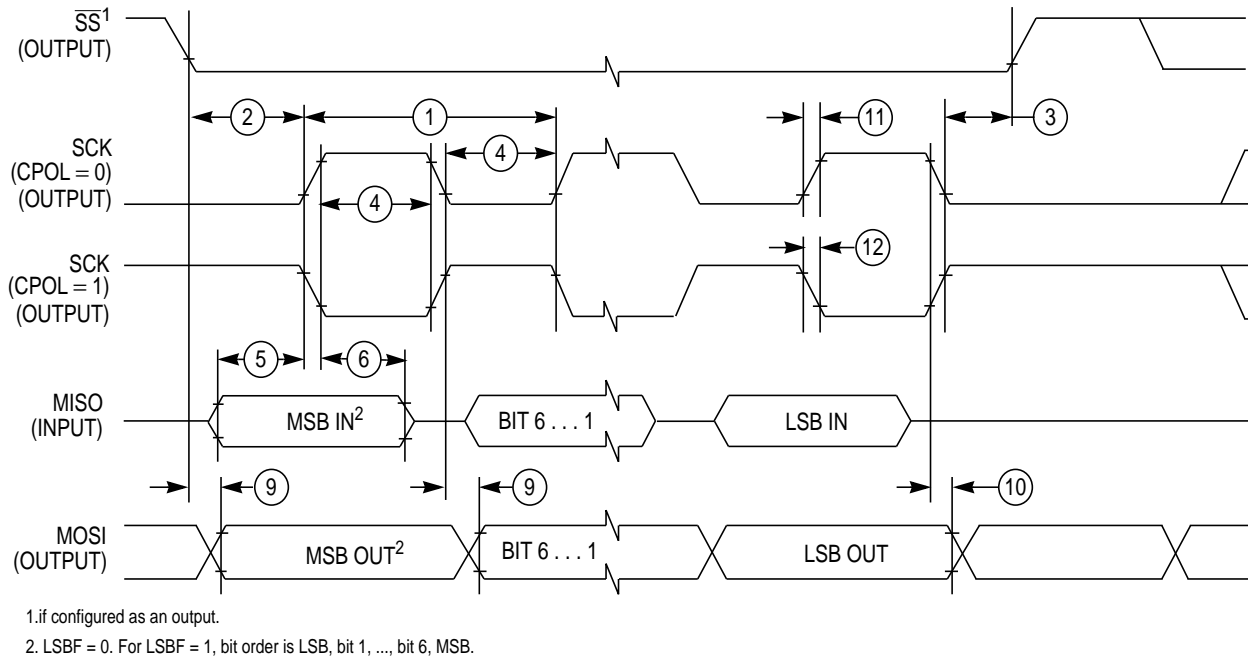 SS1
(OUTPUT)
2
1
11
3
SCK
(CPOL = 0)
(OUTPUT)
4
4
12
SCK
(CPOL = 1)
(OUTPUT)
5
6
MISO
(INPUT)
MSB IN2
BIT 6 . . . 1
LSB IN
9
9
10
MOSI
(OUTPUT)
MSB OUT2
BIT 6 . . . 1
LSB OUT
1.if configured as an output.
2. LSBF = 0. For LSBF = 1, bit order is LSB, bit 1, ..., bit 6, MSB.